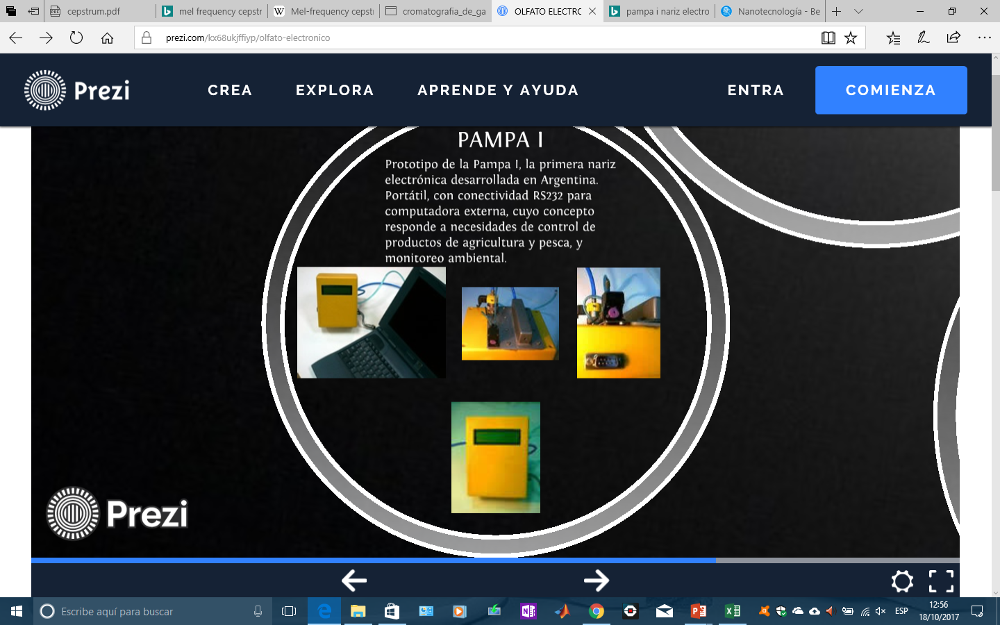 cepstrum.pdf
mel frequency cepstr
Mel-frequency cepst
cromatografia_de_ga
OLFATO ELECTRC
pampa i nariz electro
Nanotecnología - Be
prezi.com/kx68ukjffiyp/olfato-electronico
Prezi
CREA
EXPLORA
APRENDE Y AYUDA
ENTRA
COMIENZA
PAMPA I
Prototipo de la Pampa I, la primera nariz
electrónica desarrollada en Argentina.
Portátil, con conectividad RS232 para
computadora externa, cuyo concepto
responde a necesidades de control de
productos de agricultura y pesca, y
monitoreo ambiental.
Prezi
Escribe aquí para buscar
ESP
12:56
18/10/2017